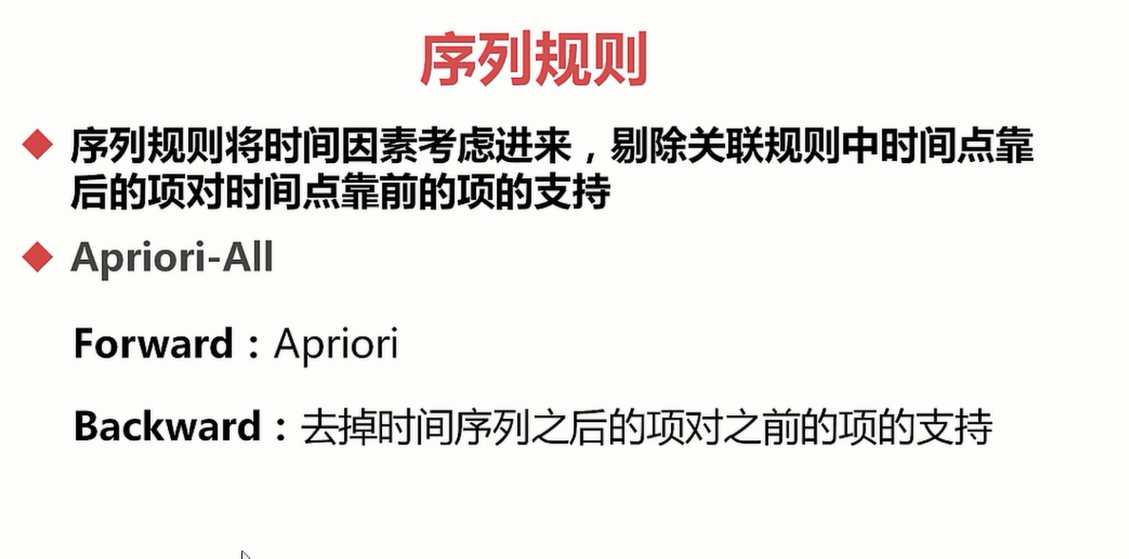 序列规则
序列规则将时间因素考虑进来，剔除关联规则中时间点靠
后的项对时间点靠前的项的支持
Apriori-All
Forward：Apriori
Backward：去掉时间序列之后的项对之前的项的支持